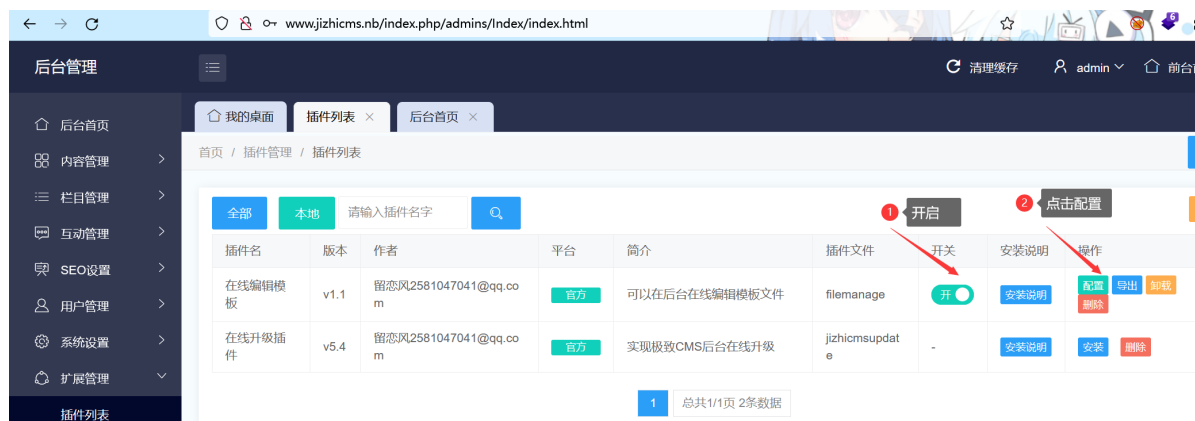 www.jizhicms.nb/index.php/admins/Index/index.html
6
后台管理
清理缓存
admin
前台
我的桌面
插件列表
后台首页
后台首页
首页 / 插件管理 / 插件列表
内容管理
栏目管理
全部
本地
请输入插件名字
1
开启
2
点击配置
互动管理
插件名
版本
作者
平台
简介
插件文件
开关
安装说明
操作
SEO设置
在线编辑模
板
v1.1
留恋风2581047041@qq.co
m
官方
可以在后台在线编辑模板文件
filemanage
开
安装说明
配置
导出
卸载
删除
用户管理
系统设置
在线升级插
件
v5.4
留恋风2581047041@qq.co
m
官方
实现极致CMS后台在线升级
jizhicmsupdat
e
-
安装说明
安装
删除
扩展管理
插件列表
1
总共1/1页 2条数据